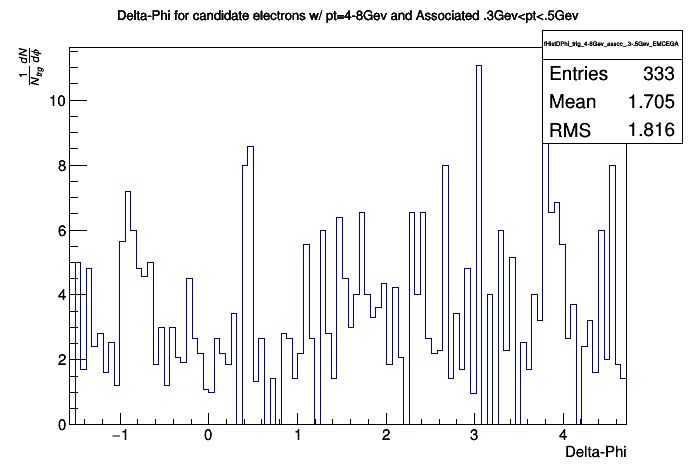 Delta-Phi for candidate electrons w/ pt=4-8Gev and Associated .3Gev<pt<.5Gev
fHistDPhi_trig_4-8Gev_assoc_.3-.5Gev_EMCEGA
Entries 333
Mean 1.705
RMS 1.816
1/N_trg dN/dϕ
10
8
6
4
2
0
−1 0 1 2 3 4
Delta-Phi